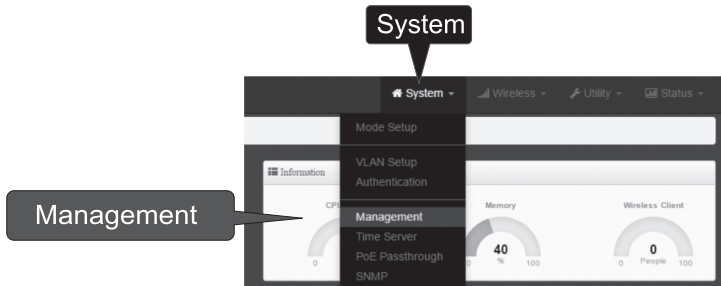 System
System
Wireless
Utility
Status
Mode Setup
VLAN Setup
Authentication
Management
Time Server
PoE Passthrough
SNMP
Information
Memory
0
40
%
100
Wireless Client
0
0
People
100
Management